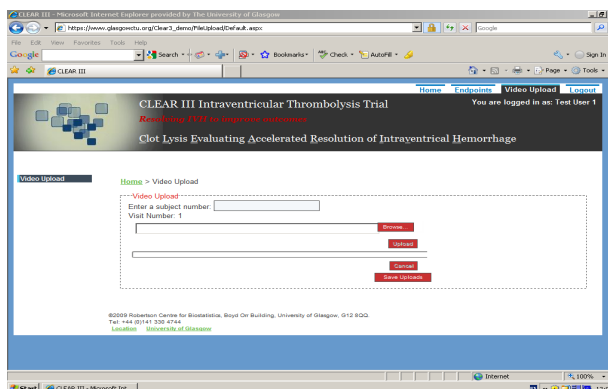 CLEAR III - Microsoft Internet Explorer provided by The University of Glasgow
https://www.glasgowctu.org/Clear3_demo/FileUpload/Default.aspx
Google
File Edit View Favorites Tools Help
Google Search Bookmarks Check AutoFill Sign In
CLEAR III Page Tools
Home Endpoints Video Upload Logout
CLEAR III Intraventricular Thrombolysis Trial
You are logged in as: Test User 1
Resolving IVH to improve outcomes
Clot Lysis Evaluating Accelerated Resolution of Intraventrical Hemorrhage
Video Upload
Home > Video Upload
Video Upload
Enter a subject number:
Visit Number: 1
Browse...
Upload
Cancel
Save Uploads
©2009 Robertson Centre for Biostatistics, Boyd Orr Building, University of Glasgow, G12 8QQ.
Tel: +44 (0)141 330 4744
Location University of Glasgow
Internet 100%
Start CLEAR III - Microsoft Int...